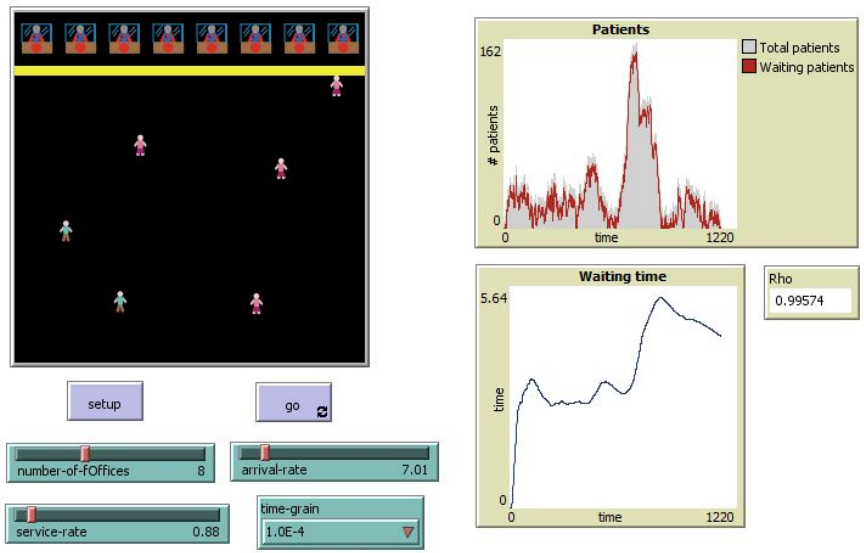 Patients
162
# patients
0
0
time
1220
Total patients
Waiting patients
Waiting time
5.64
time
0
0
time
1220
Rho
0.99574
setup
go
number-of-fOffices
8
arrival-rate
7.01
service-rate
0.88
time-grain
1.0E-4